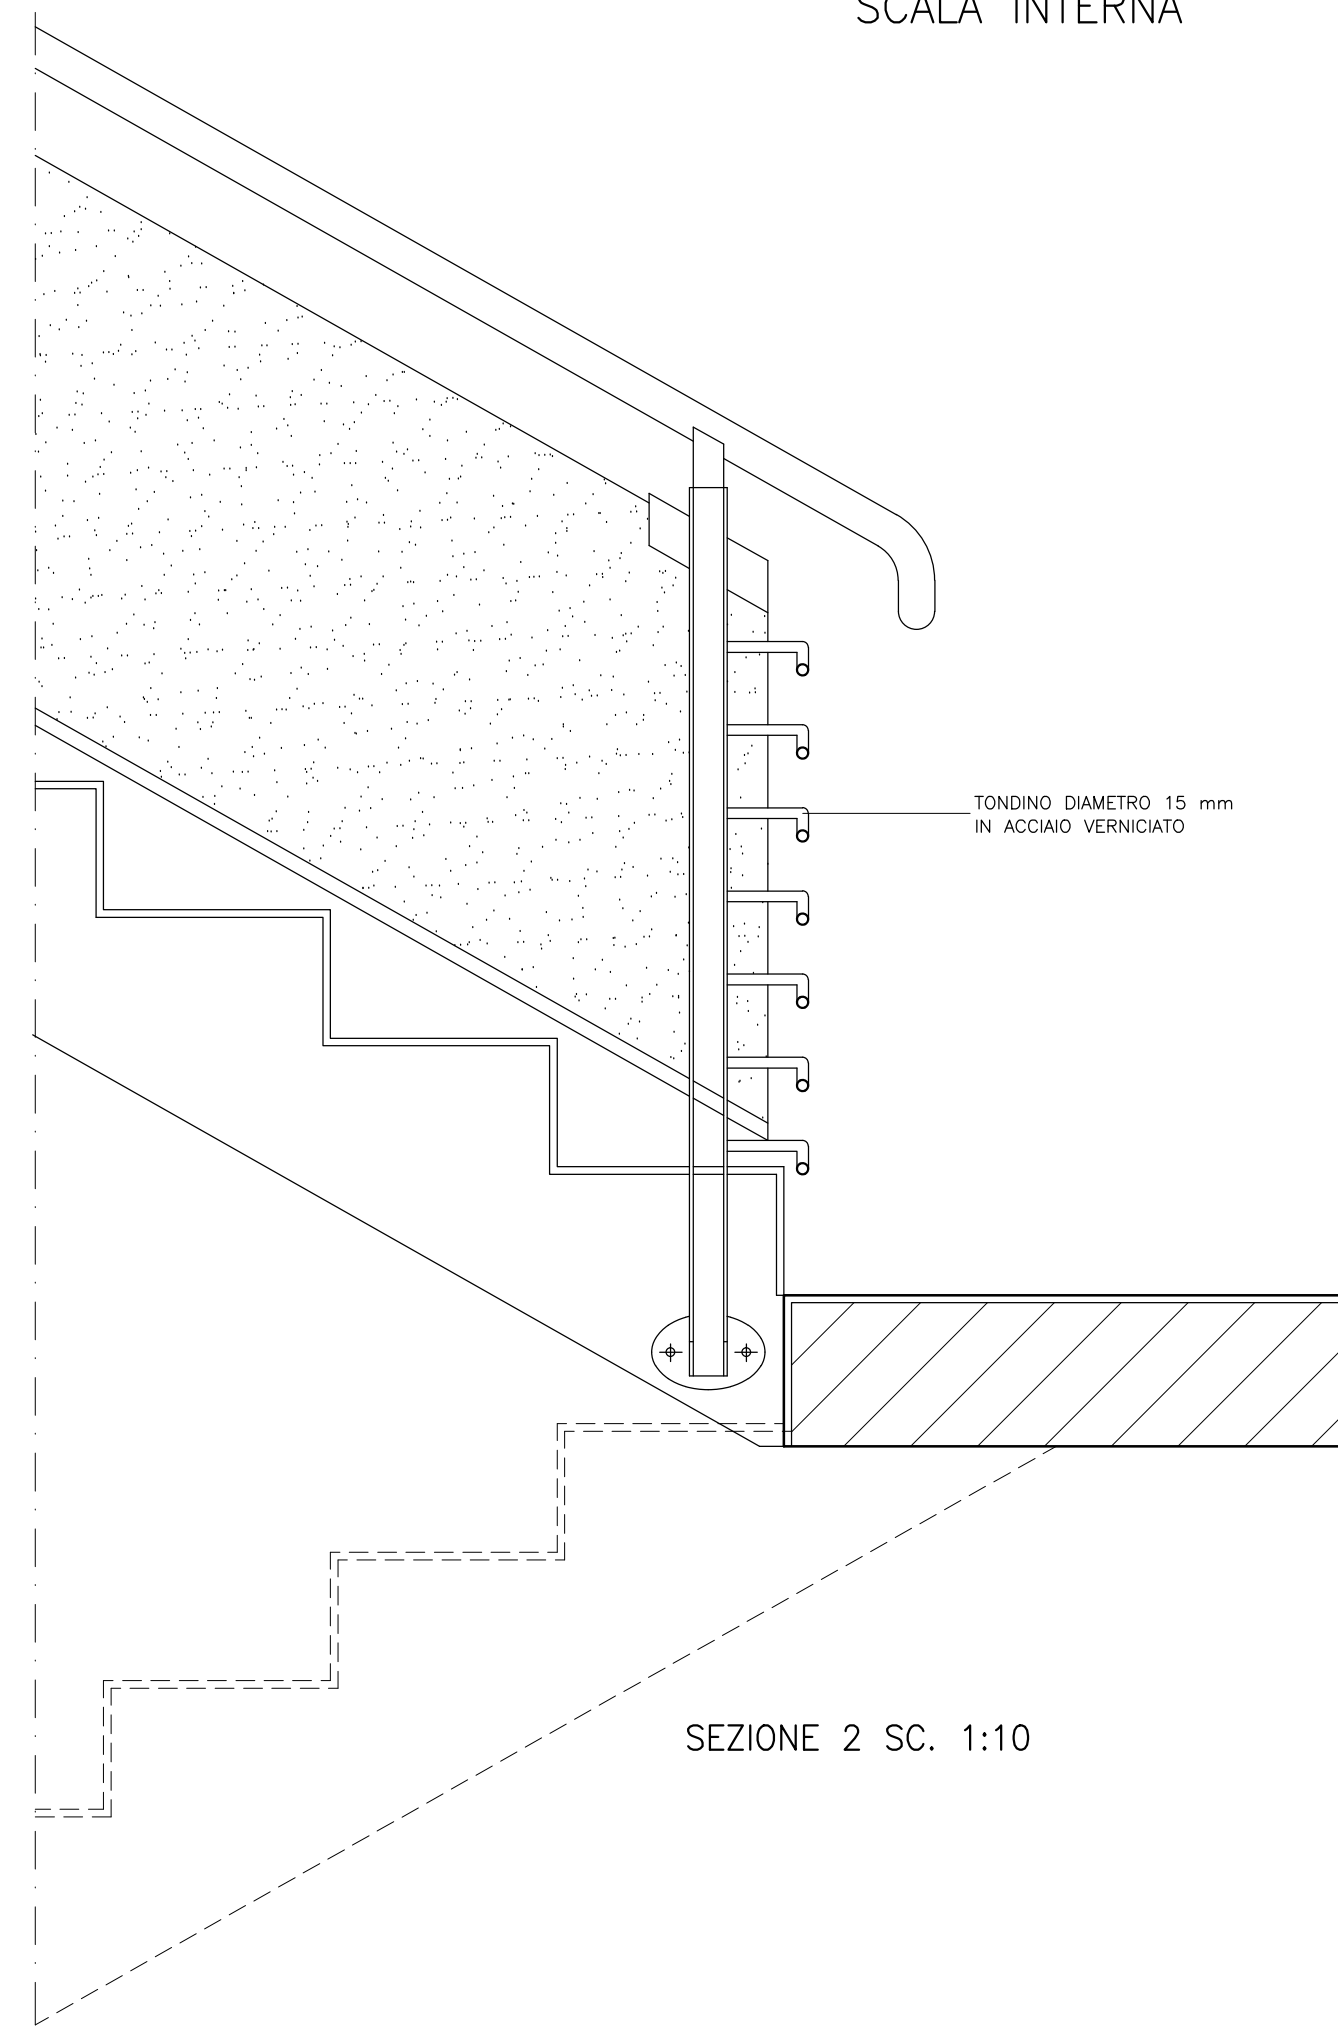 SCALA INTERNA
TONDINO DIAMETRO 15 mm
IN ACCIAIO VERNICIATO
SEZIONE 2 SC. 1:10